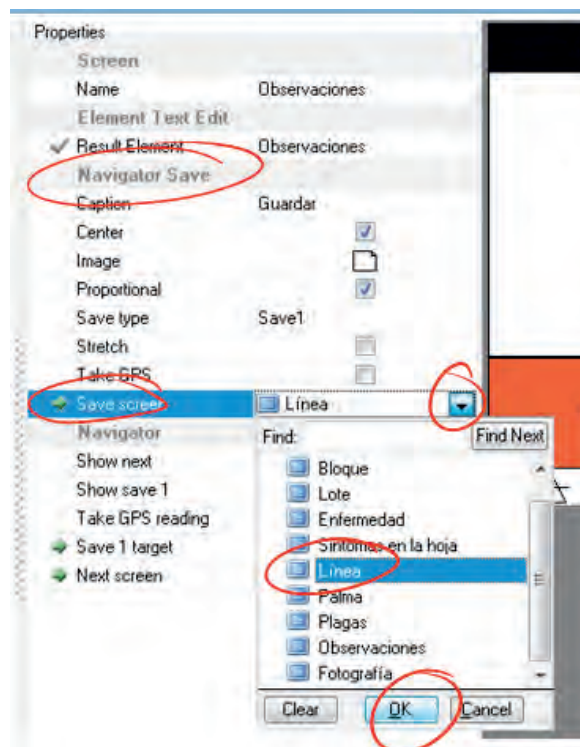 Properties
Screen
Name Observaciones
Element Text Edit
Result Element Observaciones
Navigator Save
Caption Guardar
Center
Image
Proportional
Save type Save1
Stretch
Take GPS
Save screen Línea
Navigator Find: Find Next
Show next Bloque
Show save 1 Lote
Take GPS reading Enfermedad
Save 1 target Síntomas en la hoja
Next screen Línea
Palma
Plagas
Observaciones
Fotografía
Clear OK Cancel